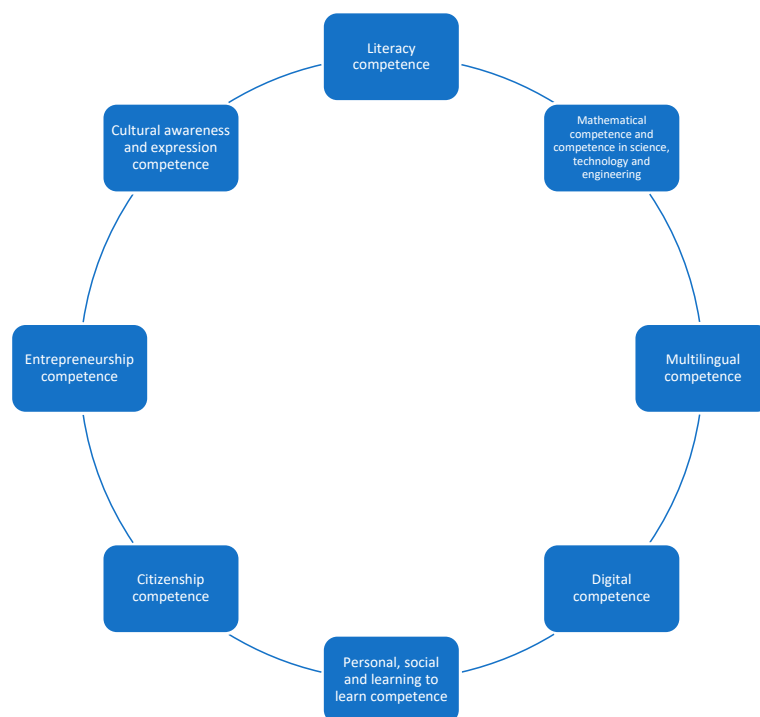 Literacy
competence
Mathematical
competence and
competence in science,
technology and
engineering
Multilingual
competence
Digital
competence
Personal, social
and learning to
learn competence
Citizenship
competence
Entrepreneurship
competence
Cultural awareness
and expression
competence